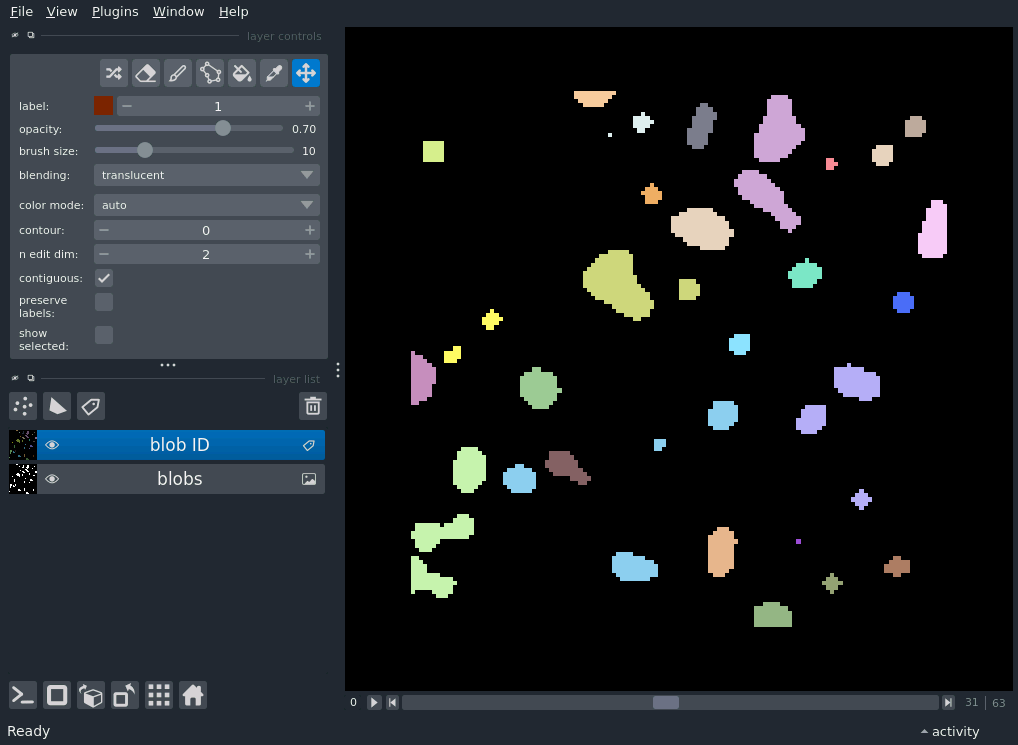 File View Plugins Window Help
layer controls
label: 1
opacity: 0.70
brush size: 10
blending: translucent
color mode: auto
contour: 0
n edit dim: 2
contiguous:
preserve
labels:
show
selected:
layer list
blob ID
blobs
0 31 63
Ready activity